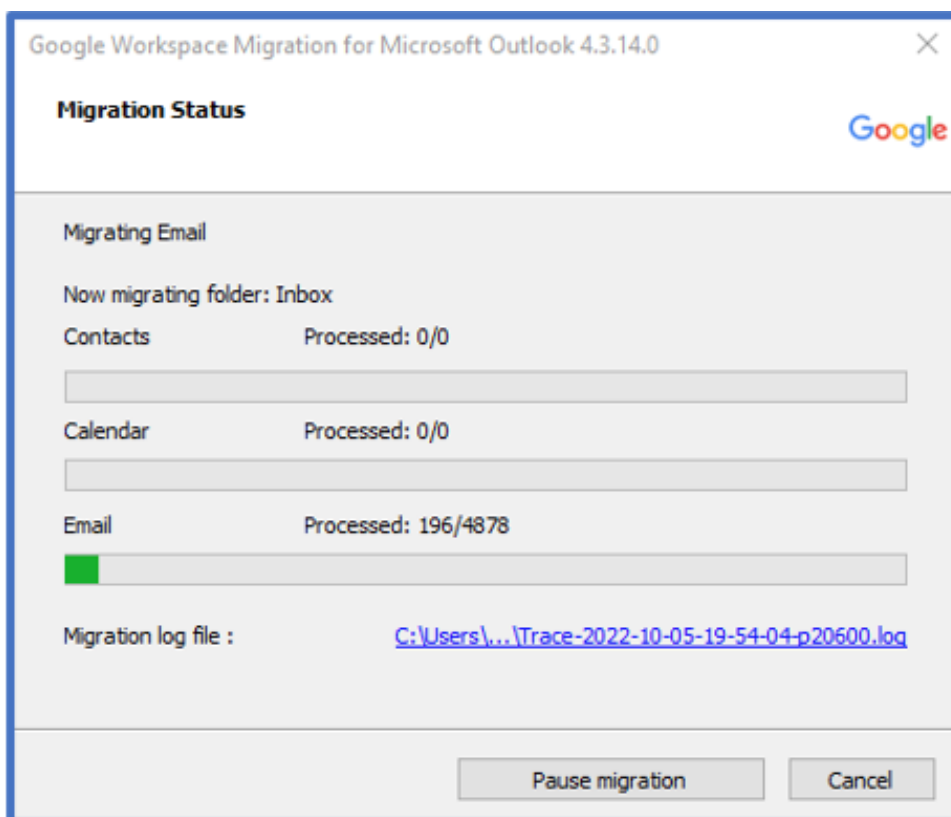 Google Workspace Migration for Microsoft Outlook 4.3.14.0
Migration Status
Google
Migrating Email
Now migrating folder: Inbox
Contacts Processed: 0/0
Calendar Processed: 0/0
Email Processed: 196/4878
Migration log file : C:\Users\...\Trace-2022-10-05-19-54-04-p20600.log
Pause migration Cancel